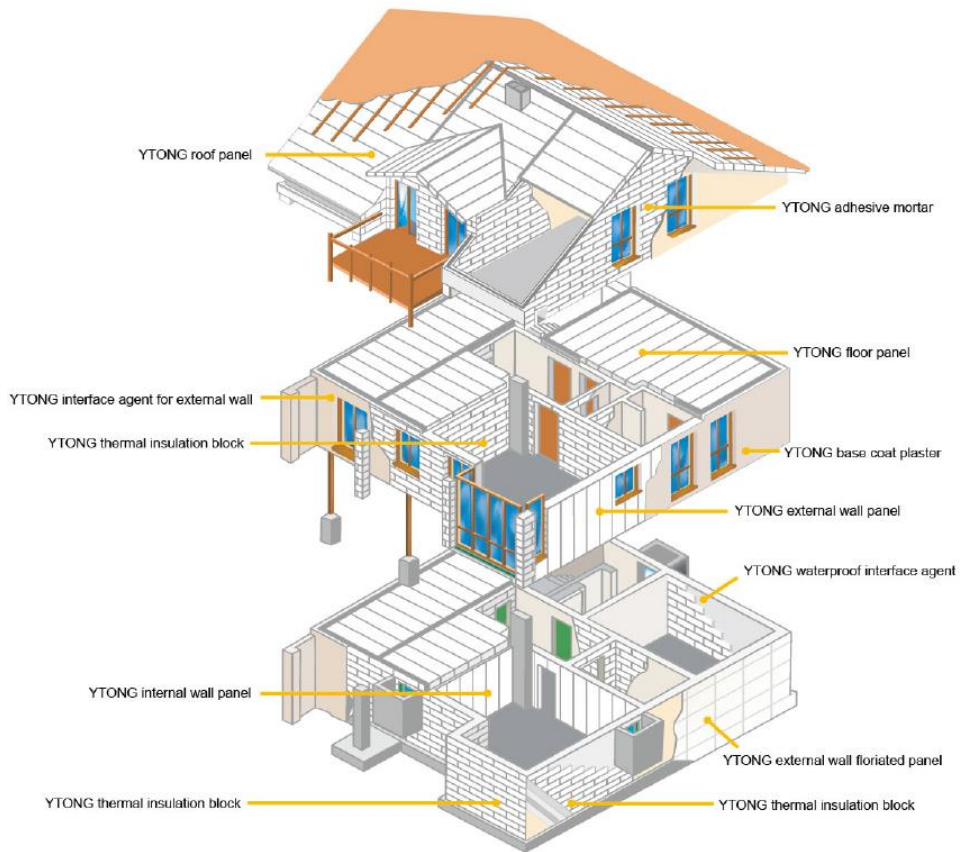 YTONG roof panel
YTONG adhesive mortar
YTONG floor panel
YTONG interface agent for external wall
YTONG thermal insulation block
YTONG base coat plaster
YTONG external wall panel
YTONG waterproof interface agent
YTONG internal wall panel
YTONG external wall floriated panel
YTONG thermal insulation block
YTONG thermal insulation block